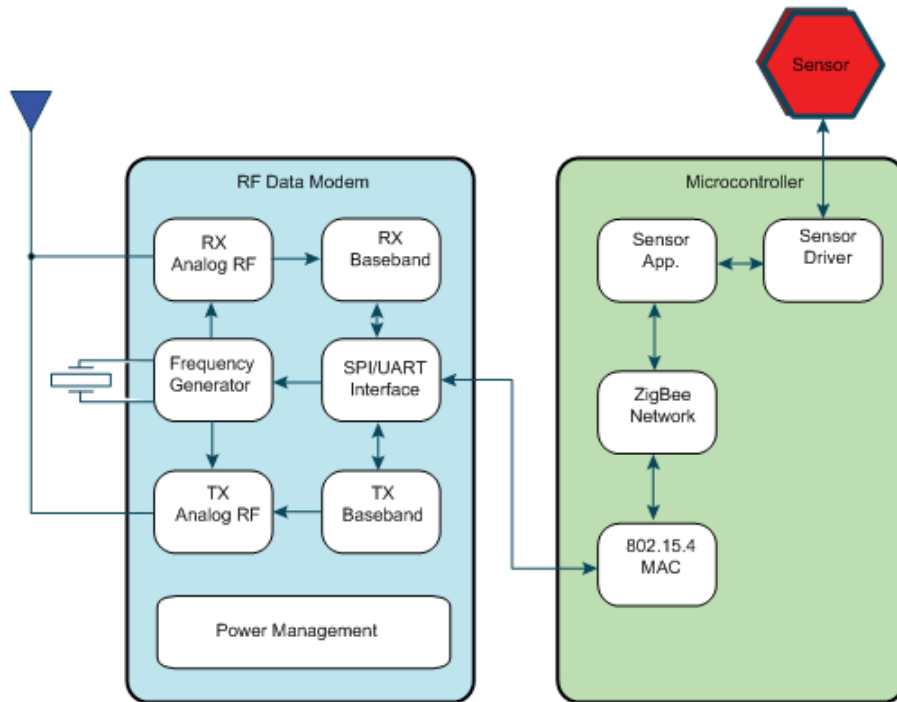 Sensor
RF Data Modem
RX
Analog RF
RX
Baseband
Frequency
Generator
SPI/UART
Interface
TX
Analog RF
TX
Baseband
Power Management
Microcontroller
Sensor
App.
Sensor
Driver
ZigBee
Network
802.15.4
MAC